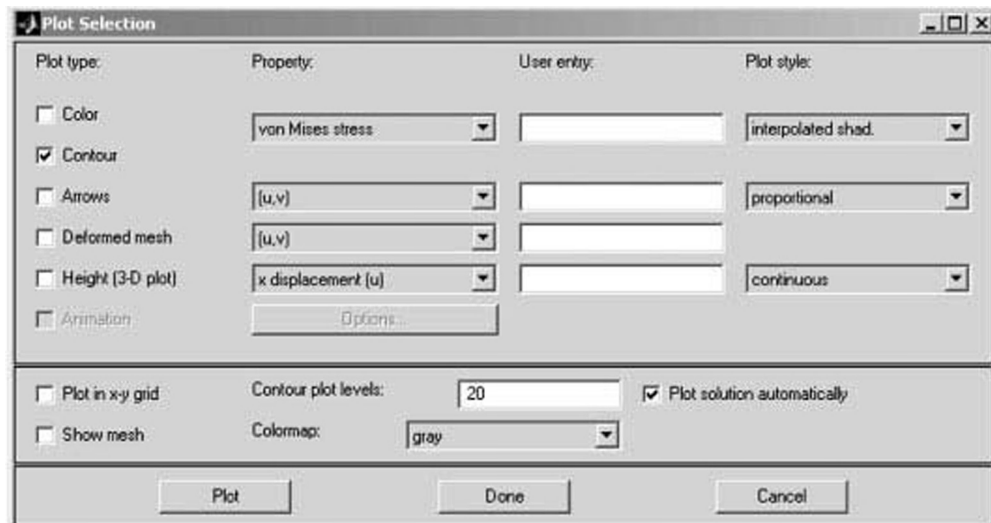 Plot Selection
Plot type: Property: User entry: Plot style:
Color
von Mises stress interpolated shad.
Contour
Arrows (u,v) proportional
Deformed mesh (u,v)
Height (3-D plot) x displacement (u) continuous
Animation Options...
Plot in x-y grid Contour plot levels: 20 Plot solution automatically
Show mesh Colormap: gray
Plot Done Cancel